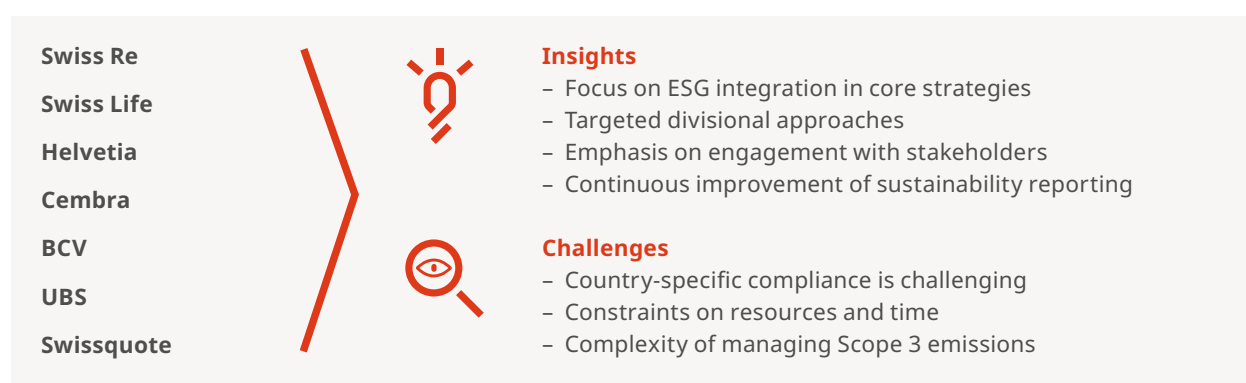 Swiss Re
Swiss Life
Helvetia
Cembra
BCV
UBS
Swissquote
Insights
– Focus on ESG integration in core strategies
– Targeted divisional approaches
– Emphasis on engagement with stakeholders
– Continuous improvement of sustainability reporting
Challenges
– Country-specific compliance is challenging
– Constraints on resources and time
– Complexity of managing Scope 3 emissions